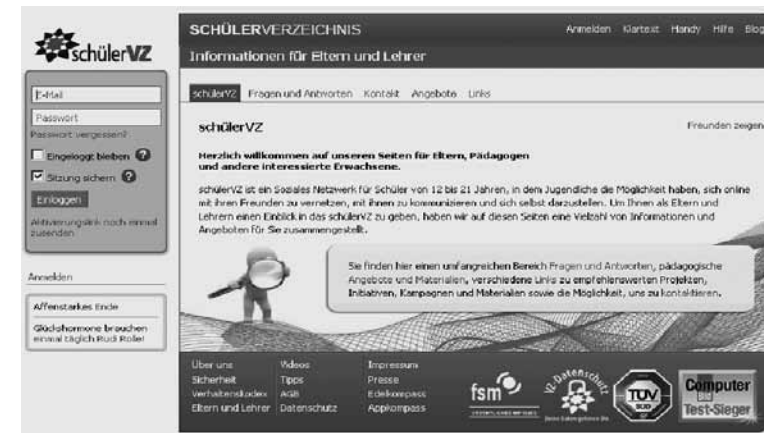 schülerVZ
SCHÜLERVERZEICHNIS
Anmelden Klartext Handy Hilfe Blog
Informationen für Eltern und Lehrer
E-Mail
Passwort
Passwort vergessen?
Eingeloggt bleiben ?
Sitzung sichern ?
Einloggen
Aktivierungslink noch einmal
zusenden
Anmelden
Affenstarkes Ende
Glückshormone brauchen
einmal täglich Rudi Rolle!
schülerVZ Fragen und Antworten Kontakt Angebote Links
schülerVZ
Freunden zeigen
Herzlich willkommen auf unseren Seiten für Eltern, Pädagogen
und andere interessierte Erwachsene.
schülerVZ ist ein Soziales Netzwerk für Schüler von 12 bis 21 Jahren, in dem Jugendliche die Möglichkeit haben, sich online
mit ihren Freunden zu vernetzen, mit ihnen zu kommunizieren und sich selbst darzustellen. Um Ihnen als Eltern und
Lehrern einen Einblick in das schülerVZ zu geben, haben wir auf diesen Seiten eine Vielzahl von Informationen und
Angeboten für Sie zusammengestellt.
Sie finden hier einen umfangreichen Bereich Fragen und Antworten, pädagogische
Angebote und Materialien, verschiedene Links zu empfehlenswerten Projekten,
Initiativen, Kampagnen und Materialien sowie die Möglichkeit, uns zu kontaktieren.
Über uns Videos Impressum
Sicherheit Tipps Presse
Verhaltenskodex AGB Edelkompass
Eltern und Lehrer Datenschutz Appkompass
fsm
VZ-Datenschutz
Deine Daten gehören Dir.
TÜV
SÜD
Computer
Bild
Test-Sieger